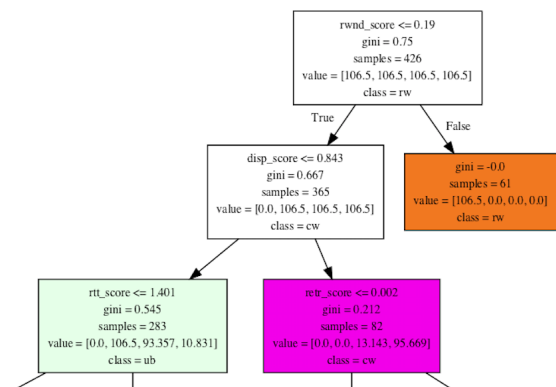 rwnd_score <= 0.19
gini = 0.75
samples = 426
value = [106.5, 106.5, 106.5, 106.5]
class = rw
True
False
disp_score <= 0.843
gini = 0.667
samples = 365
value = [0.0, 106.5, 106.5, 106.5]
class = cw
gini = -0.0
samples = 61
value = [106.5, 0.0, 0.0, 0.0]
class = rw
rtt_score <= 1.401
gini = 0.545
samples = 283
value = [0.0, 106.5, 93.357, 10.831]
class = ub
retr_score <= 0.002
gini = 0.212
samples = 82
value = [0.0, 0.0, 13.143, 95.669]
class = cw